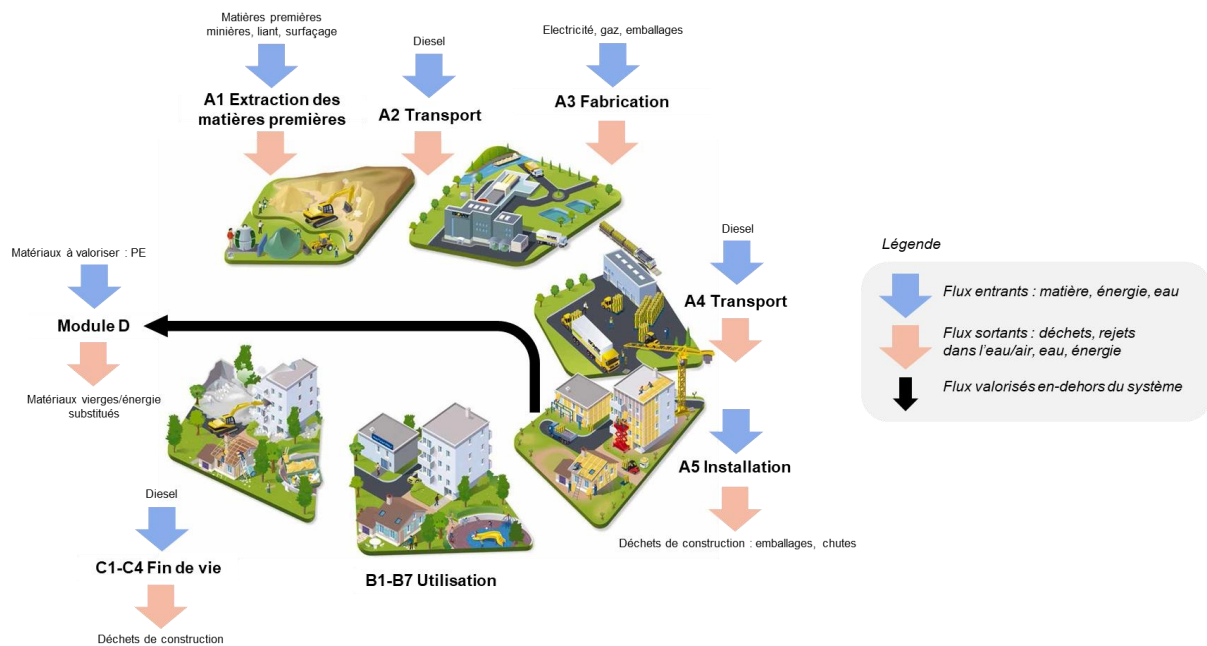 Matières premières
minières, liant, surfaçage
A1 Extraction des
matières premières
Diesel
A2 Transport
Electricité, gaz, emballages
A3 Fabrication
Diesel
A4 Transport
A5 Installation
Déchets de construction : emballages, chutes
B1-B7 Utilisation
Diesel
C1-C4 Fin de vie
Déchets de construction
Matériaux à valoriser : PE
Module D
Matériaux vierges/énergie
substitués
Légende
Flux entrants : matière, énergie, eau
Flux sortants : déchets, rejets
dans l'eau/air, eau, énergie
Flux valorisés en-dehors du système